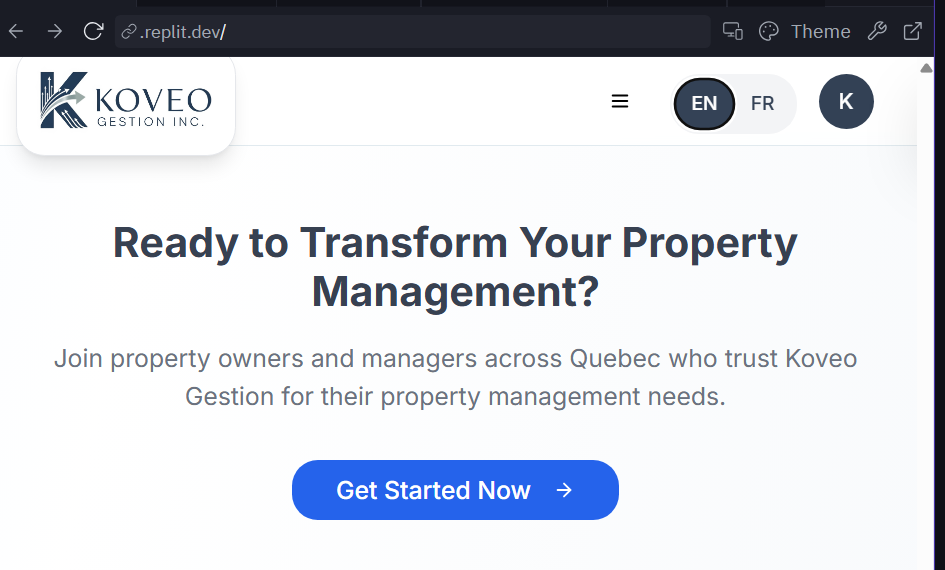 .replit.dev/
Theme
KOVEO
GESTION INC.
EN
FR
K
Ready to Transform Your Property
Management?
Join property owners and managers across Quebec who trust Koveo
Gestion for their property management needs.
Get Started Now →